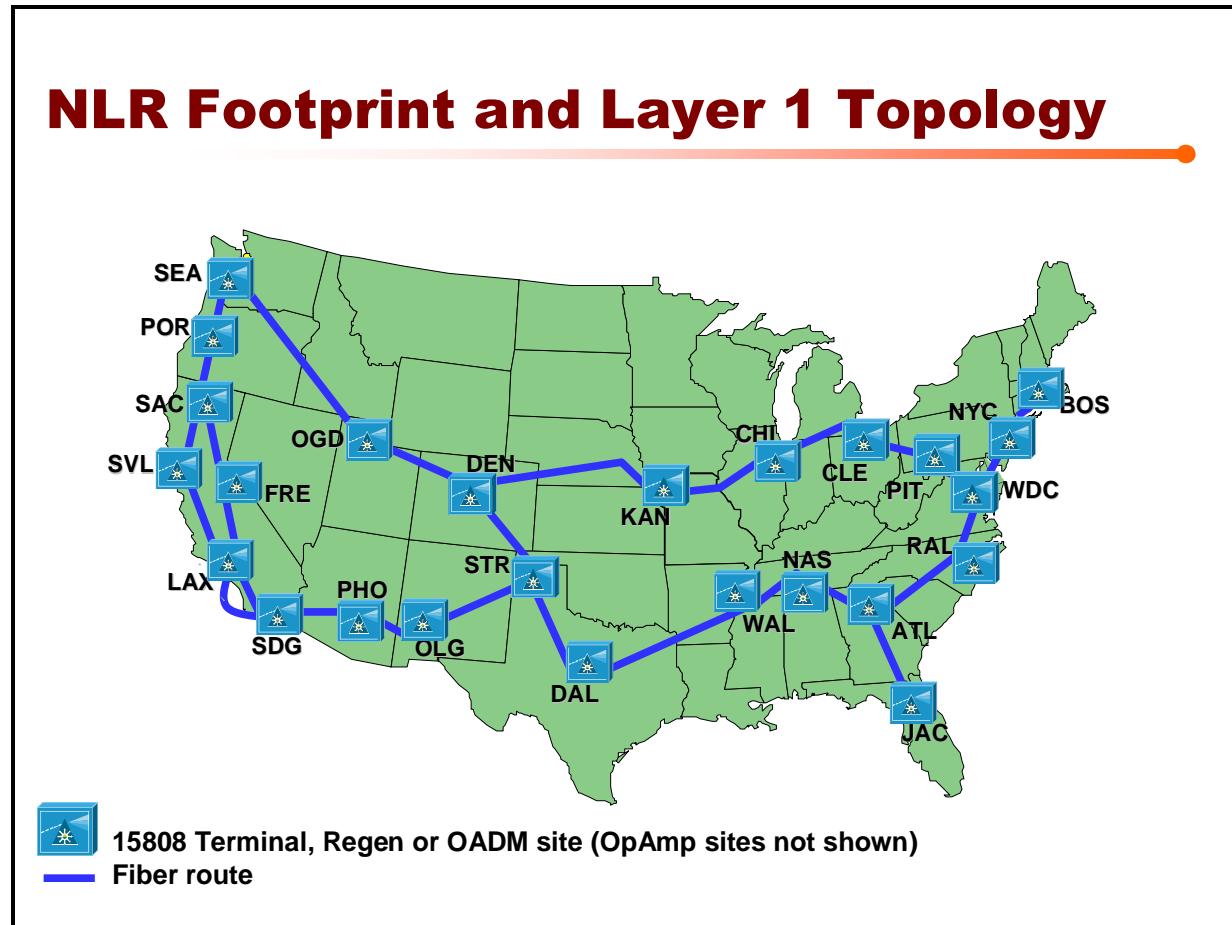 NLR Footprint and Layer 1 Topology
SEA
POR
SAC
NYC
BOS
OGD
CHI
DEN
SVL
CLE
FRE
PIT
WDC
KAN
RAL
NAS
STR
LAX
PHO
WAL
ATL
SDG
OLG
DAL
JAC
15808 Terminal, Regen or OADM site (OpAmp sites not shown)
Fiber route